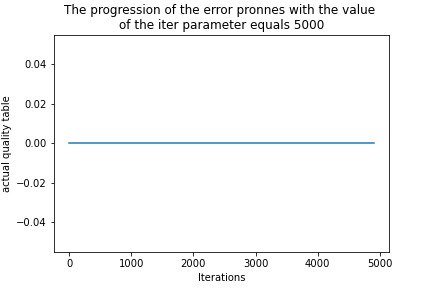 The progression of the error pronnes with the value
of the iter parameter equals 5000
actual quality table
0.04
0.02
0.00
−0.02
−0.04
0 1000 2000 3000 4000 5000
Iterations